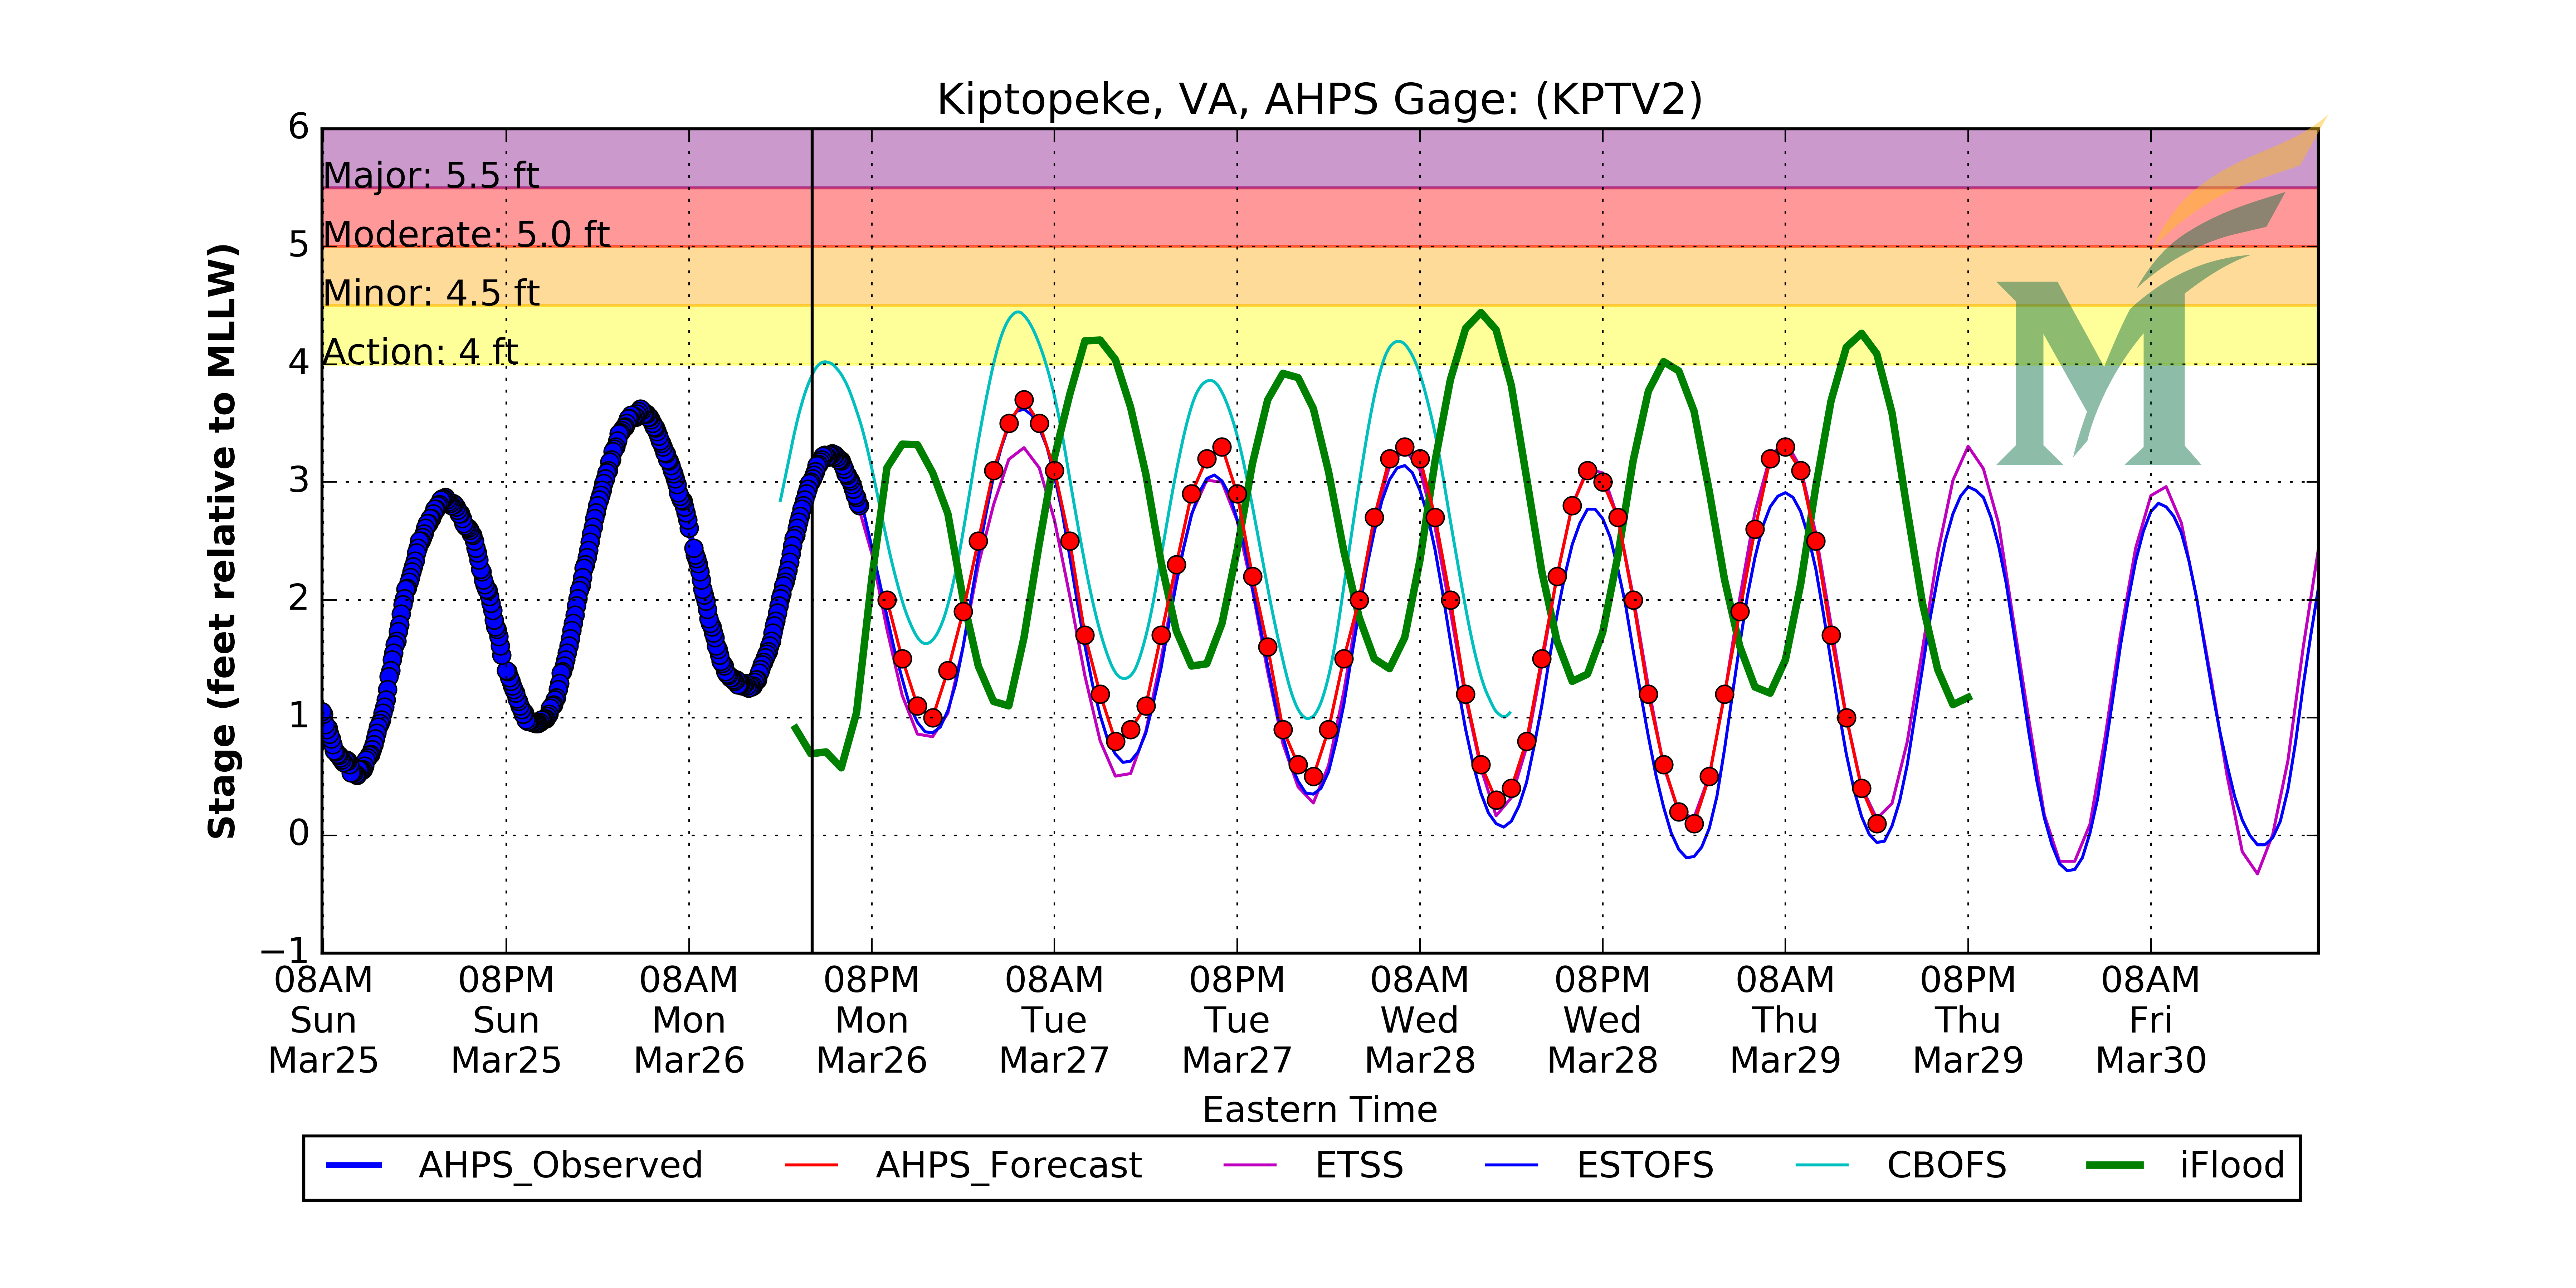 Kiptopeke, VA, AHPS Gage: (KPTV2)
6
Major: 5.5 ft
Moderate: 5.0 ft
5
Minor: 4.5 ft
Action: 4 ft
4
3
2
1
0
−1
Stage (feet relative to MLLW)
08AM 08PM 08AM 08PM 08AM 08PM 08AM 08PM 08AM 08PM 08AM
Sun Sun Mon Mon Tue Tue Wed Wed Thu Thu Fri
Mar25 Mar25 Mar26 Mar26 Mar27 Mar27 Mar28 Mar28 Mar29 Mar29 Mar30
Eastern Time
AHPS_Observed AHPS_Forecast ETSS ESTOFS CBOFS iFlood